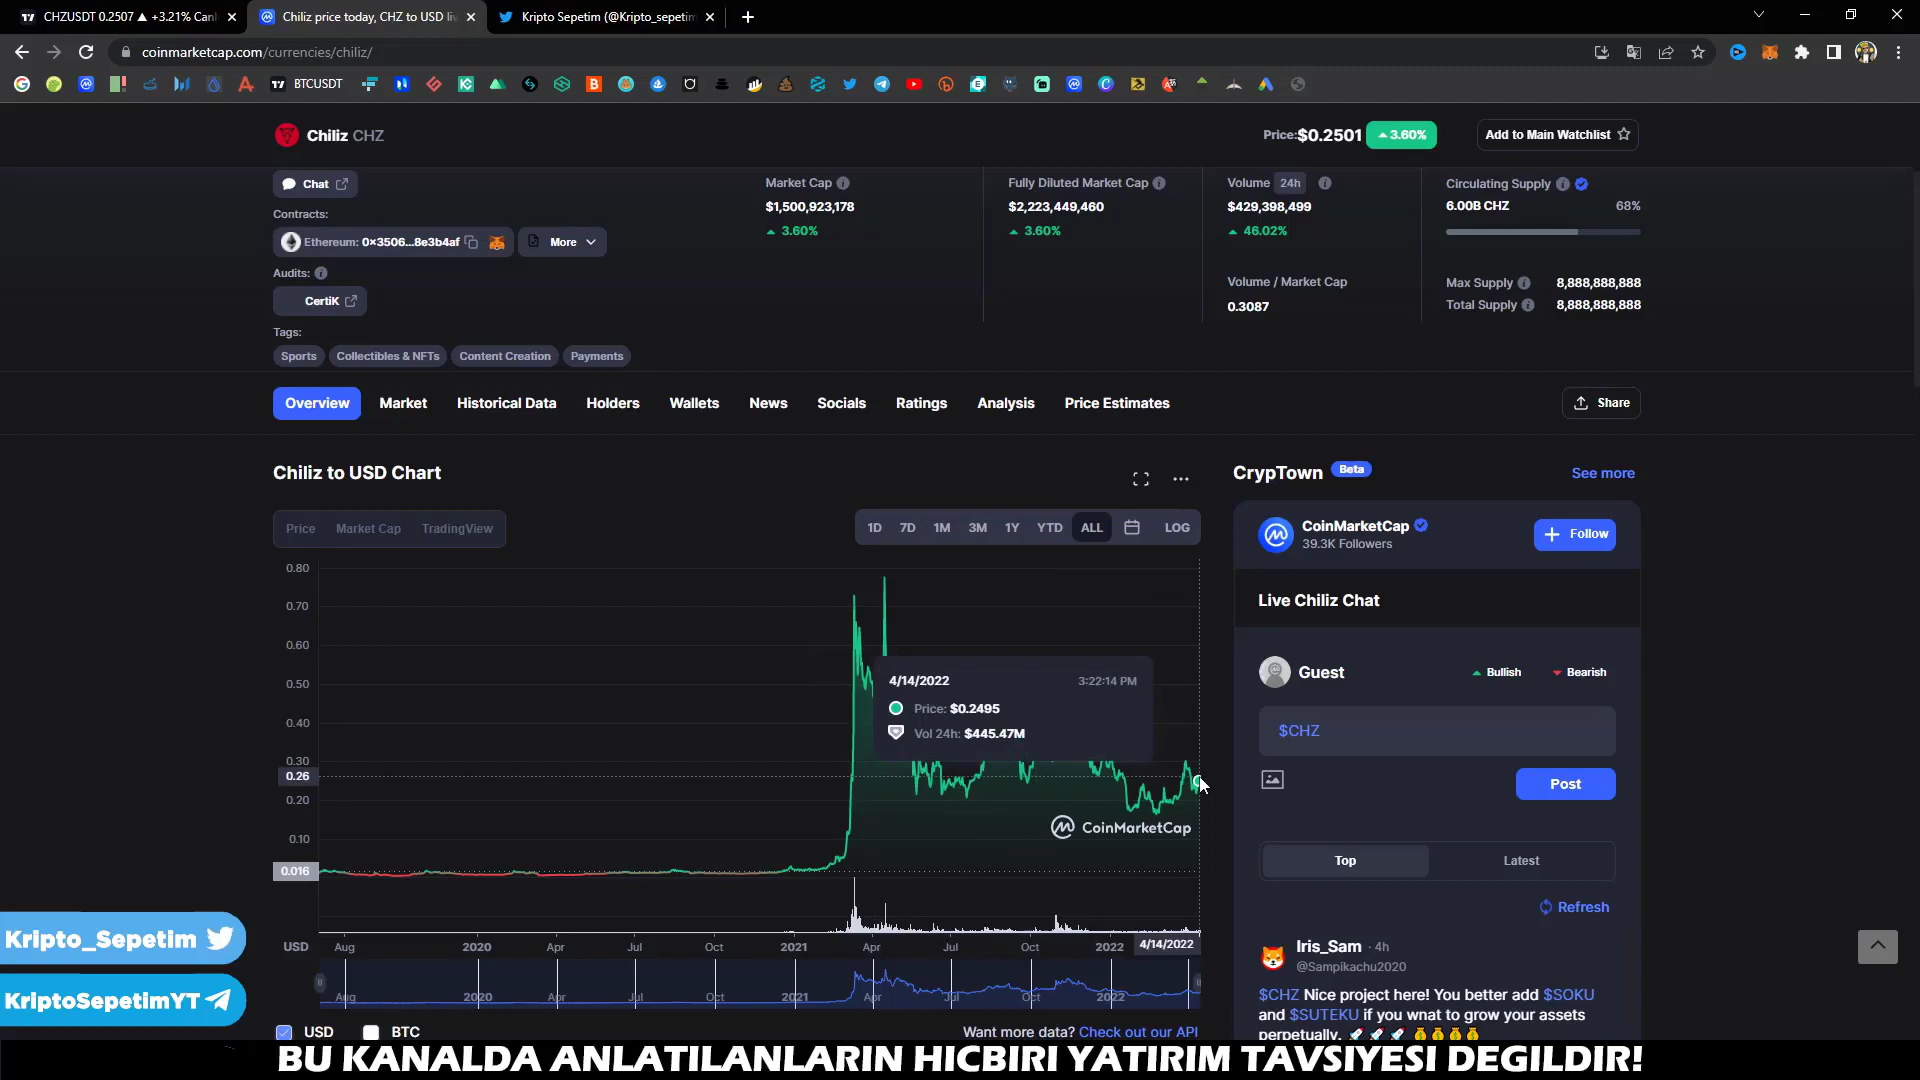 CHZUSDT 0.2507 ▲ +3.21% Canl
Chiliz price today, CHZ to USD liv
Kripto Sepetim (@Kripto_sepetim
coinmarketcap.com/currencies/chiliz/
BTCUSDT
Chiliz CHZ
Price: $0.2501 3.60%
Add to Main Watchlist
Chat
Contracts:
Ethereum: 0x3506...8e3b4af
More
Audits:
CertiK
Tags:
Sports
Collectibles & NFTs
Content Creation
Payments
Market Cap
$1,500,923,178
3.60%
Fully Diluted Market Cap
$2,223,449,460
3.60%
Volume 24h
$429,398,499
46.02%
Volume / Market Cap
0.3087
Circulating Supply
6.00B CHZ 68%
Max Supply 8,888,888,888
Total Supply 8,888,888,888
Overview Market Historical Data Holders Wallets News Socials Ratings Analysis Price Estimates
Share
Chiliz to USD Chart
Price Market Cap TradingView
1D 7D 1M 3M 1Y YTD ALL LOG
0.80
0.70
0.60
0.50
0.40
0.30
0.26
0.20
0.10
0.016
4/14/2022 3:22:14 PM
Price: $0.2495
Vol 24h: $445.47M
CoinMarketCap
USD Aug 2020 Apr Jul Oct 2021 Apr Jul Oct 2022 4/14/2022
Aug 2020 Apr Jul Oct 2021 Apr Jul Oct 2022
USD BTC
Want more data? Check out our API
CrypTown Beta
See more
CoinMarketCap
39.3K Followers
Follow
Live Chiliz Chat
Guest
Bullish Bearish
$CHZ
Post
Top Latest
Refresh
Iris_Sam · 4h
@Sampikachu2020
$CHZ Nice project here! You better add $SOKU
and $SUTEKU if you wnat to grow your assets
perpetually.
Kripto_Sepetim
KriptoSepetimYT
BU KANALDA ANLATILANLARIN HICBIRI YATIRIM TAVSIYESI DEGILDIR!